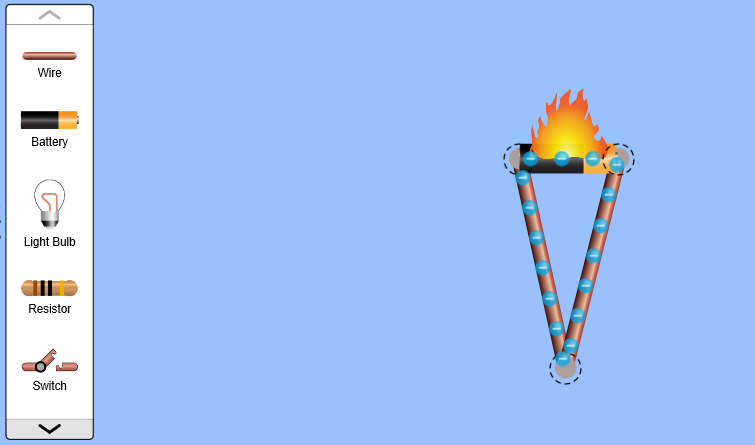 Wire
Battery
Light Bulb
Resistor
Switch